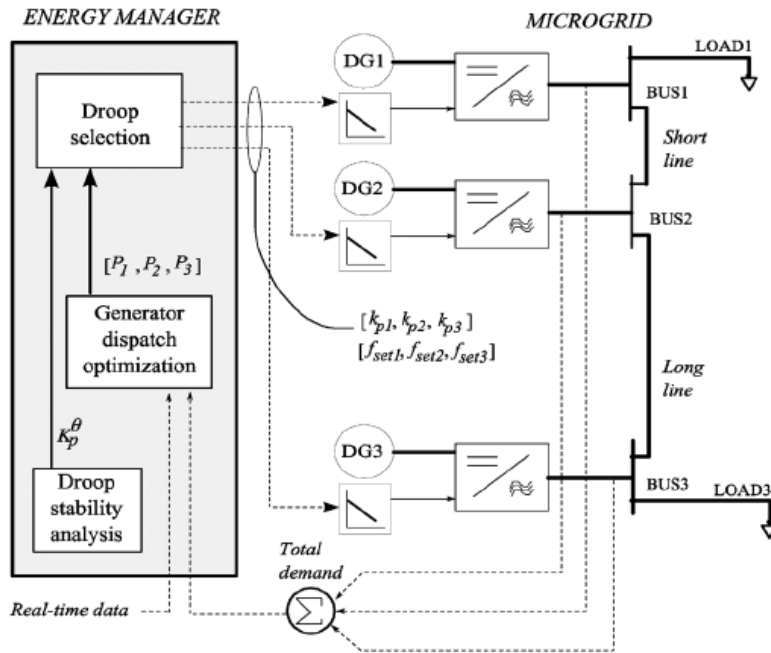 ENERGY MANAGER
MICROGRID
Droop
selection
[P1 , P2 , P3]
Generator
dispatch
optimization
Kp^θ
Droop
stability
analysis
Real-time data
Total
demand
Σ
[kp1, kp2, kp3]
[fset1, fset2, fset3]
DG1
DG2
DG3
LOAD1
BUS1
Short
line
BUS2
Long
line
BUS3
LOAD3